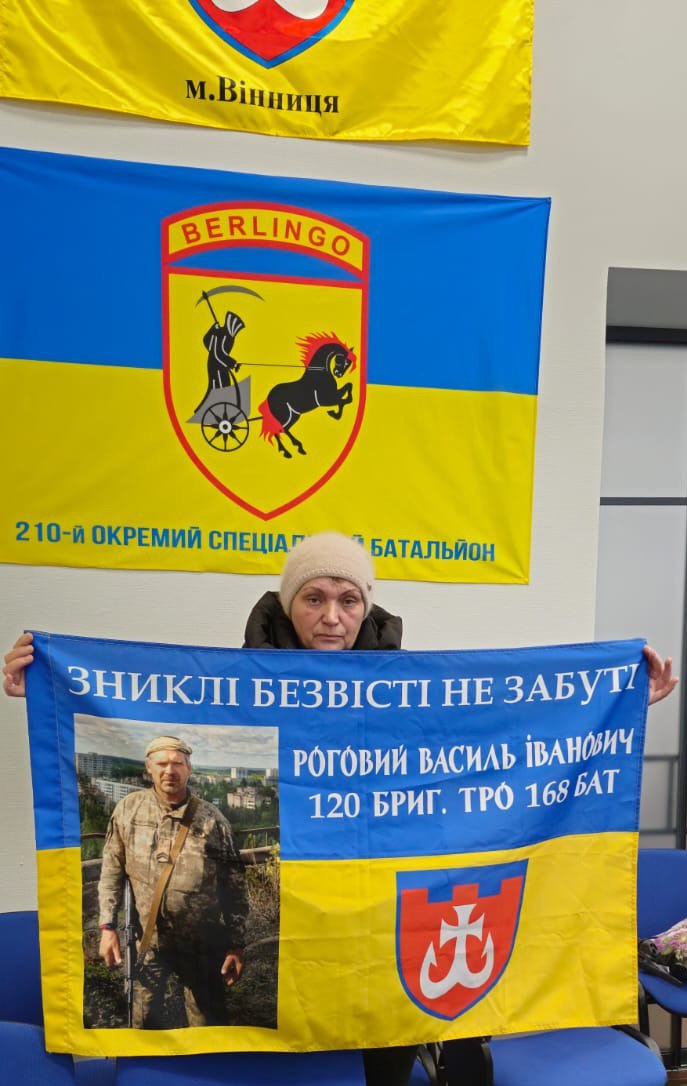 м.Вінниця
BERLINGO
210-й ОКРЕМИЙ БАТАЛЬЙОН
ЗНИКЛІ БЕЗВІСТІ НЕ ЗАБУТІ
РОГОВИЙ ВАСИЛЬ ІВАНОВИЧ
120 БРИГ. ТРО 168 БАТ